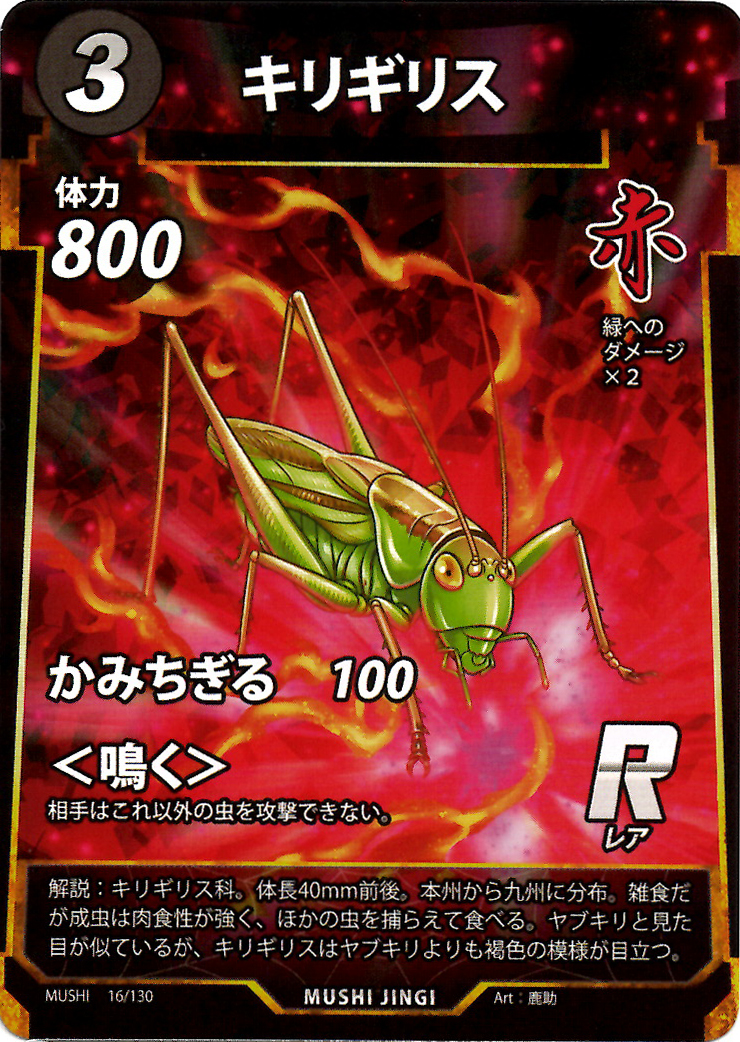 3
キリギリス
体力
800
赤
緑への
ダメージ
×2
かみちぎる 100
<鳴く>
相手はこれ以外の虫を攻撃できない。
R
レア
解説：キリギリス科。体長40mm前後。本州から九州に分布。雑食だ
が成虫は肉食性が強く、ほかの虫を捕らえて食べる。ヤブキリと見た
目が似ているが、キリギリスはヤブキリよりも褐色の模様が目立つ。
MUSHI 16/130 MUSHI JINGI Art：鹿助